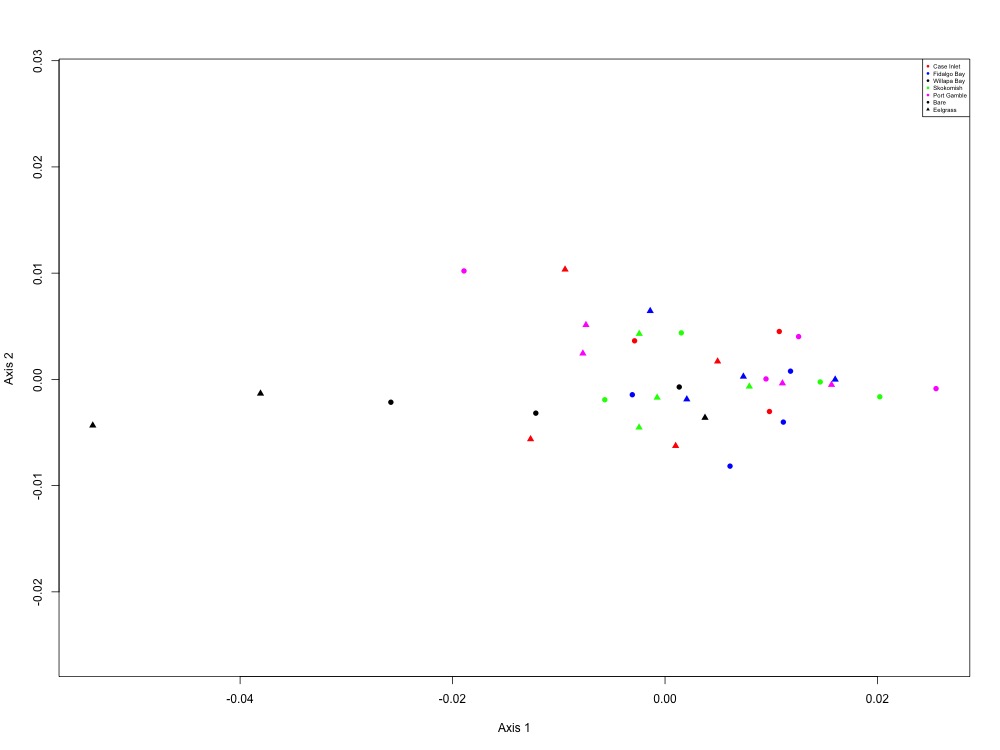 0.03
0.02
0.01
0.00
-0.01
-0.02
Axis 2
Case Inlet
Fidalgo Bay
Willapa Bay
Skokomish
Port Gamble
Bare
Eelgrass
-0.04
-0.02
0.00
0.02
Axis 1